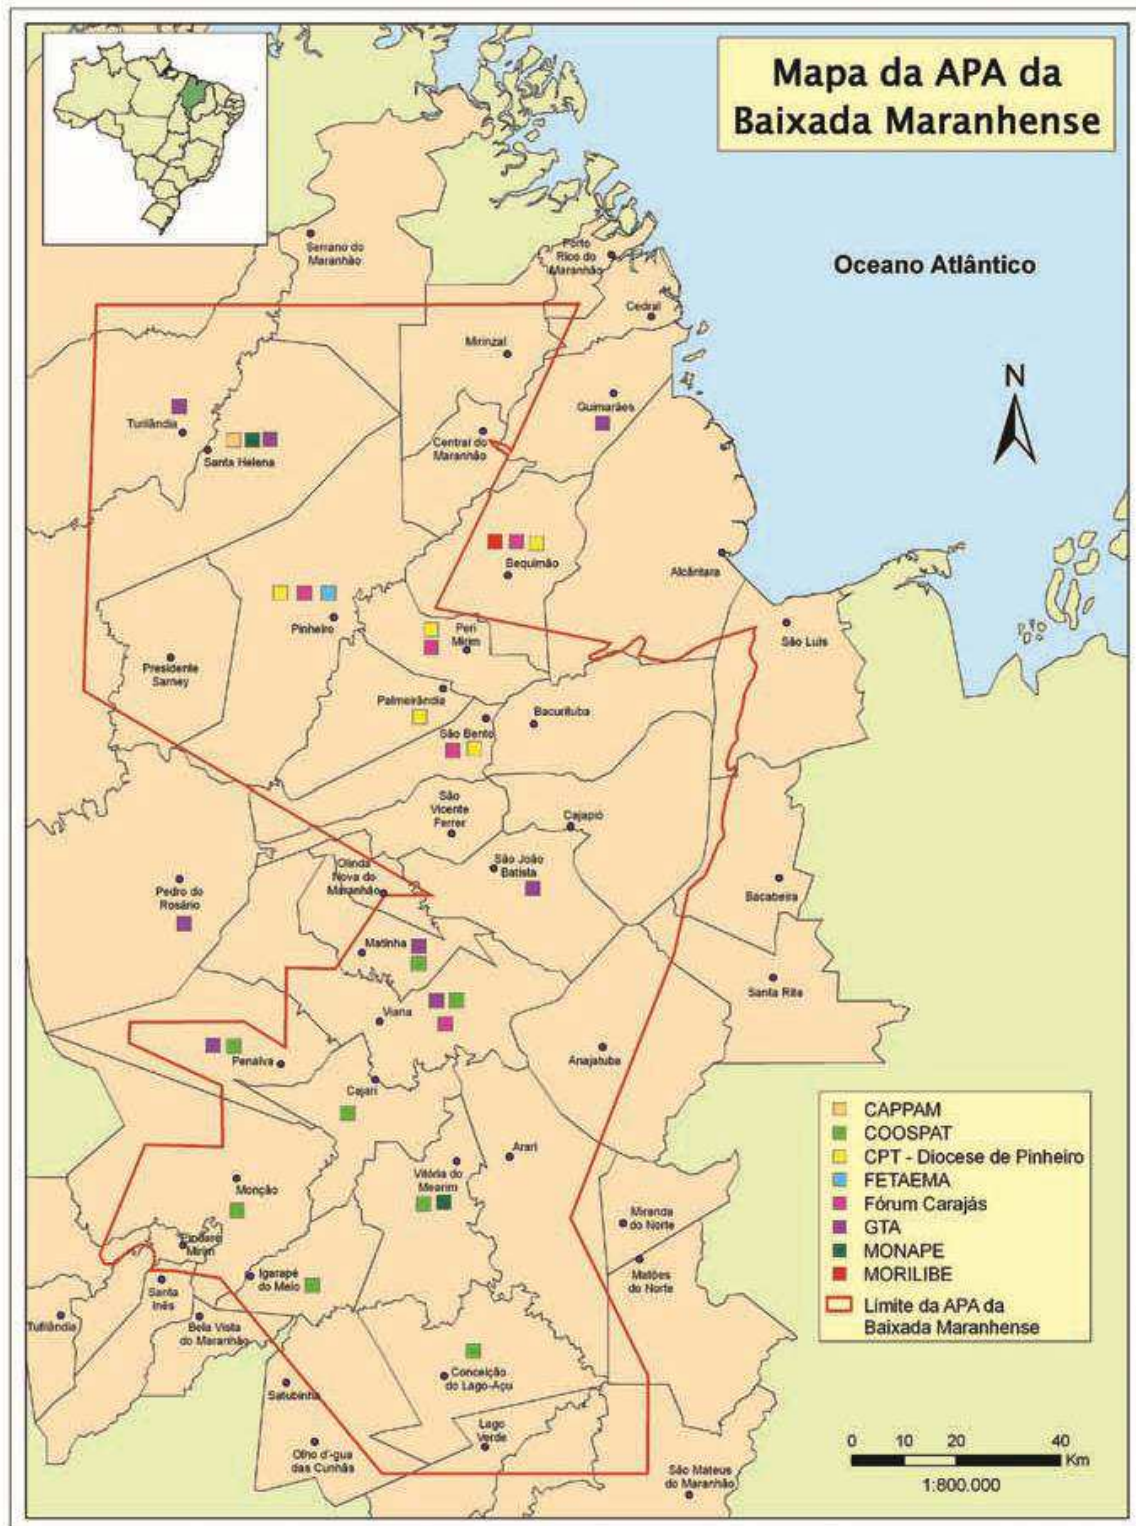 Mapa da APA da
Baixada Maranhense
Oceano Atlântico
N
Serrano do
Maranhão
Porto
Rico do
Maranhão
Cedral
Mirinzal
Guimarães
Turilândia
Central do
Maranhão
Santa Helena
Bequimão
Alcântara
Pinheiro
Peri
Mirim
São Luis
Presidente
Sarney
Palmeirândia
Bacurituba
São Bento
São
Vicente
Ferrer
Cajapió
Olinda
Nova do
Maranhão
São João
Batista
Pedro do
Rosário
Bacabeira
Matinha
Santa Rita
Viana
Penalva
Anajatuba
Cajari
Arari
Vitória do
Mearim
Monção
Miranda
do Norte
Pindaré
Mirim
Igarapé
do Meio
Matões
do Norte
Santa
Inês
Tufilândia
Bela Vista
do Maranhão
Conceição
do Lago-Açu
Satubinha
Lago
Verde
Olho d'-gua
das Cunhãs
São Mateus
do Maranhão
CAPPAM
COOSPAT
CPT - Diocese de Pinheiro
FETAEMA
Fórum Carajás
GTA
MONAPE
MORILIBE
Limite da APA da
Baixada Maranhense
0 10 20 40
Km
1:800.000